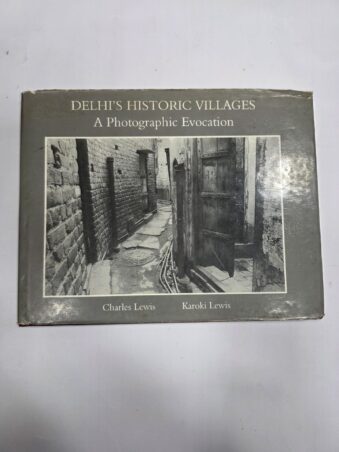 DELHI'S HISTORIC VILLAGES
A Photographic Evocation
Charles Lewis Karoki Lewis